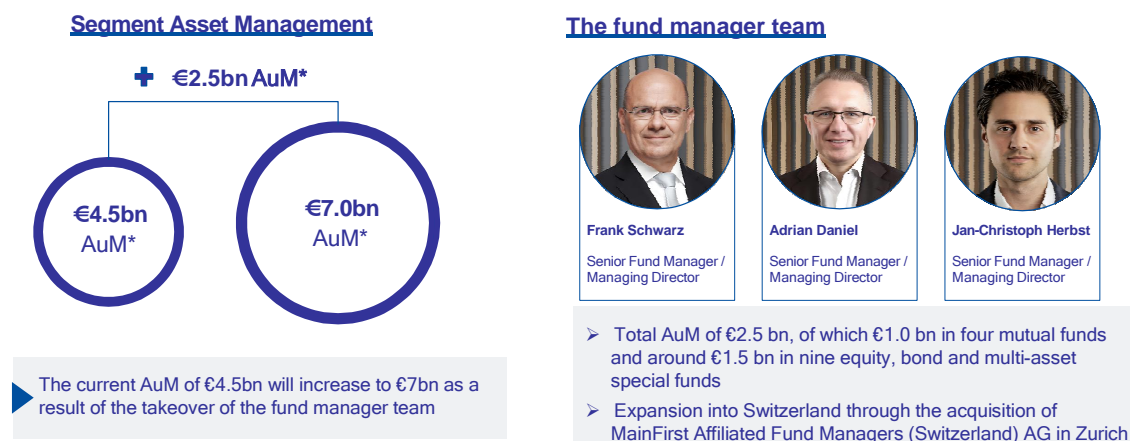 Segment Asset Management
✚ €2.5bn AuM*
€4.5bn
AuM*
€7.0bn
AuM*
The current AuM of €4.5bn will increase to €7bn as a
result of the takeover of the fund manager team
The fund manager team
Frank Schwarz
Senior Fund Manager /
Managing Director
Adrian Daniel
Senior Fund Manager /
Managing Director
Jan-Christoph Herbst
Senior Fund Manager /
Managing Director
➢ Total AuM of €2.5 bn, of which €1.0 bn in four mutual funds
and around €1.5 bn in nine equity, bond and multi-asset
special funds
➢ Expansion into Switzerland through the acquisition of
MainFirst Affiliated Fund Managers (Switzerland) AG in Zurich